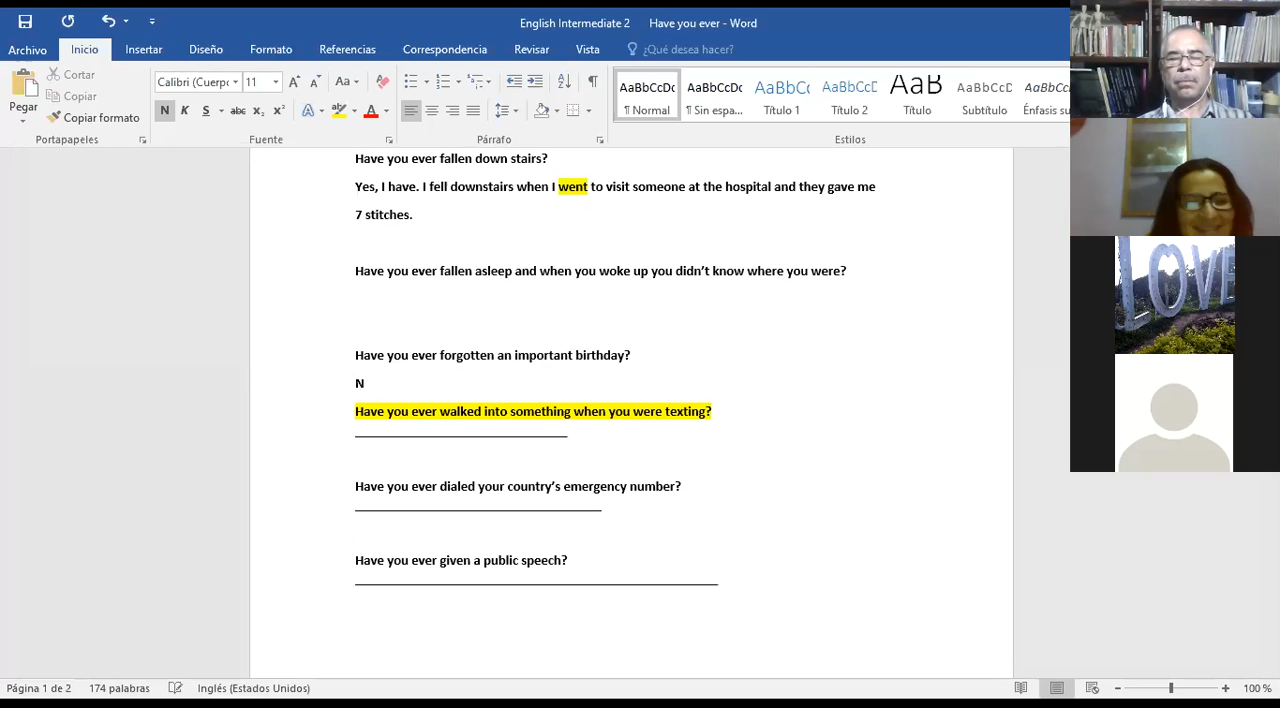 English Intermediate 2 Have you ever - Word
Archivo Inicio Insertar Diseño Formato Referencias Correspondencia Revisar Vista ¿Qué desea hacer?
Pegar
Cortar
Copiar
Copiar formato
Calibri (Cuerpo 11
N K S abc x₂ x²
Aa
A
AaBbCcDc AaBbCcDc AaBbCc AaBbCcC AaB AaBbCcD AaBbCcDc
¶ Normal ¶ Sin espa... Título 1 Título 2 Título Subtítulo Énfasis su
Portapapeles Fuente Párrafo Estilos
Have you ever fallen down stairs?
Yes, I have. I fell downstairs when I went to visit someone at the hospital and they gave me
7 stitches.
Have you ever fallen asleep and when you woke up you didn’t know where you were?
Have you ever forgotten an important birthday?
N
Have you ever walked into something when you were texting?
Have you ever dialed your country’s emergency number?
Have you ever given a public speech?
LOVE
Página 1 de 2 174 palabras Inglés (Estados Unidos) 100 %